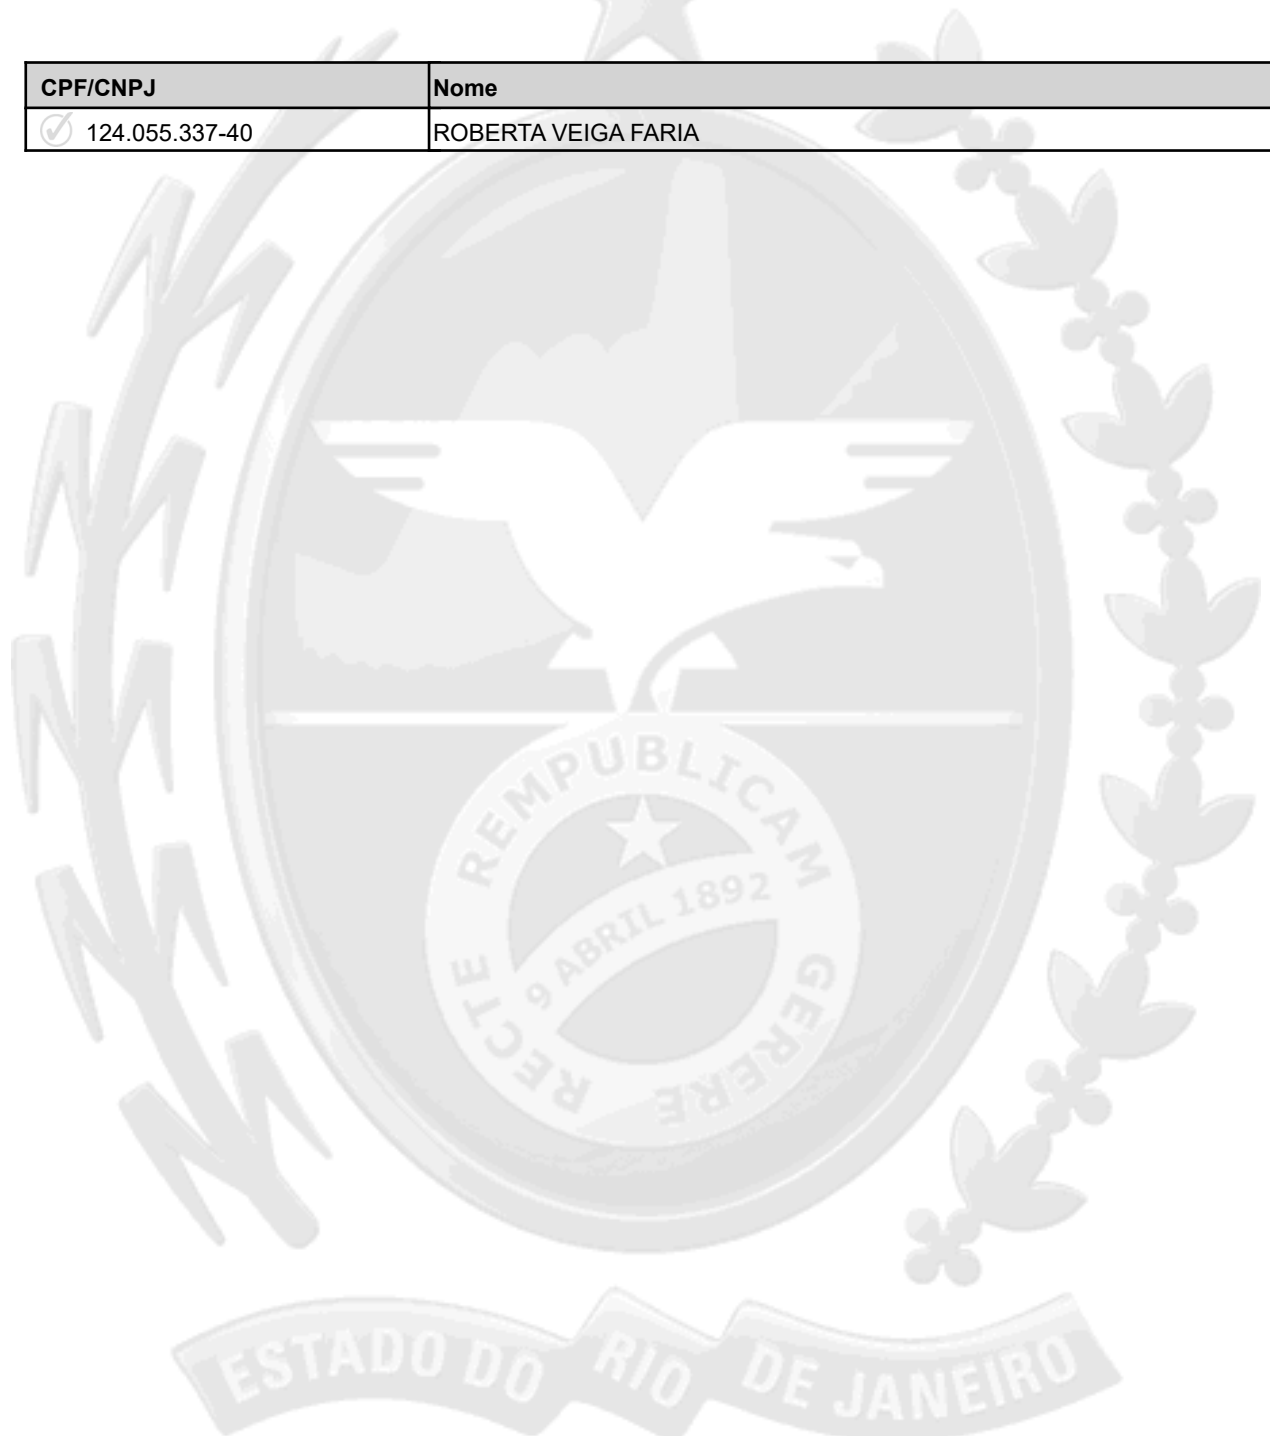 CPF/CNPJ Nome
124.055.337-40 ROBERTA VEIGA FARIA
REMPUBLICAM
9 ABRIL 1892
RECTE GERERE
ESTADO DO RIO DE JANEIRO